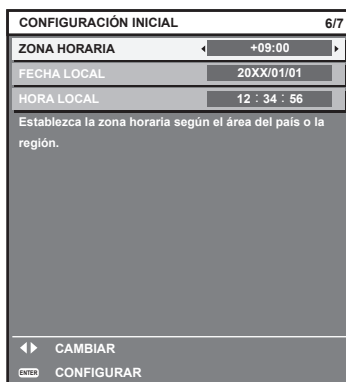 CONFIGURACIÓN INICIAL 6/7
ZONA HORARIA +09:00
FECHA LOCAL 20XX/01/01
HORA LOCAL 12 : 34 : 56
Establezca la zona horaria según el área del país o la
región.
CAMBIAR
ENTER CONFIGURAR